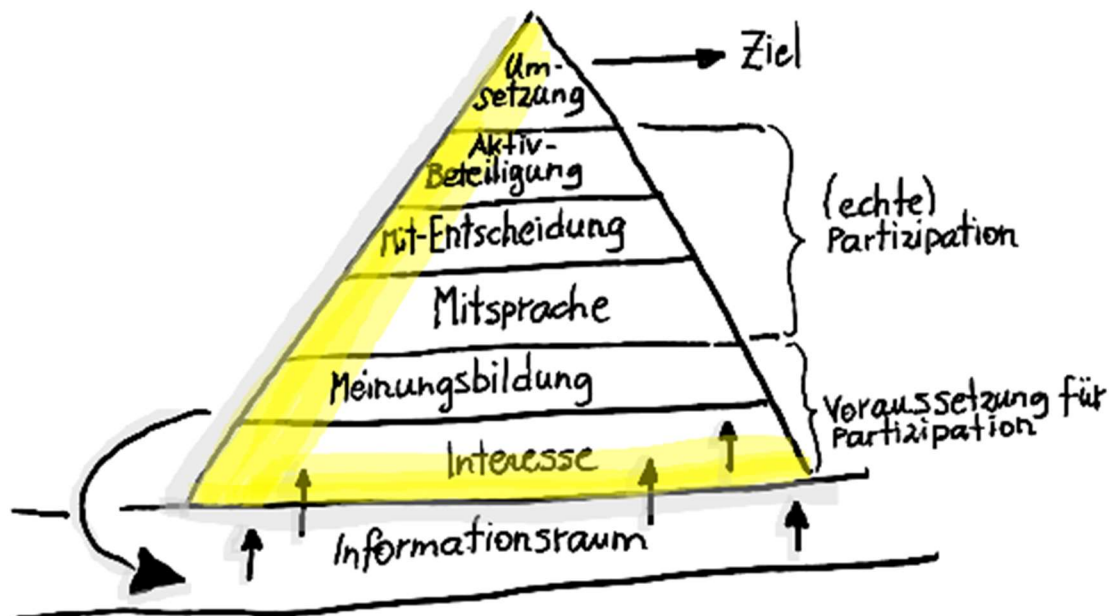 Um-
setzung
Ziel
Aktiv-
Beteiligung
(echte)
Partizipation
Mit-Entscheidung
Mitsprache
Meinungsbildung
Voraussetzung für
Partizipation
Interesse
Informationsraum